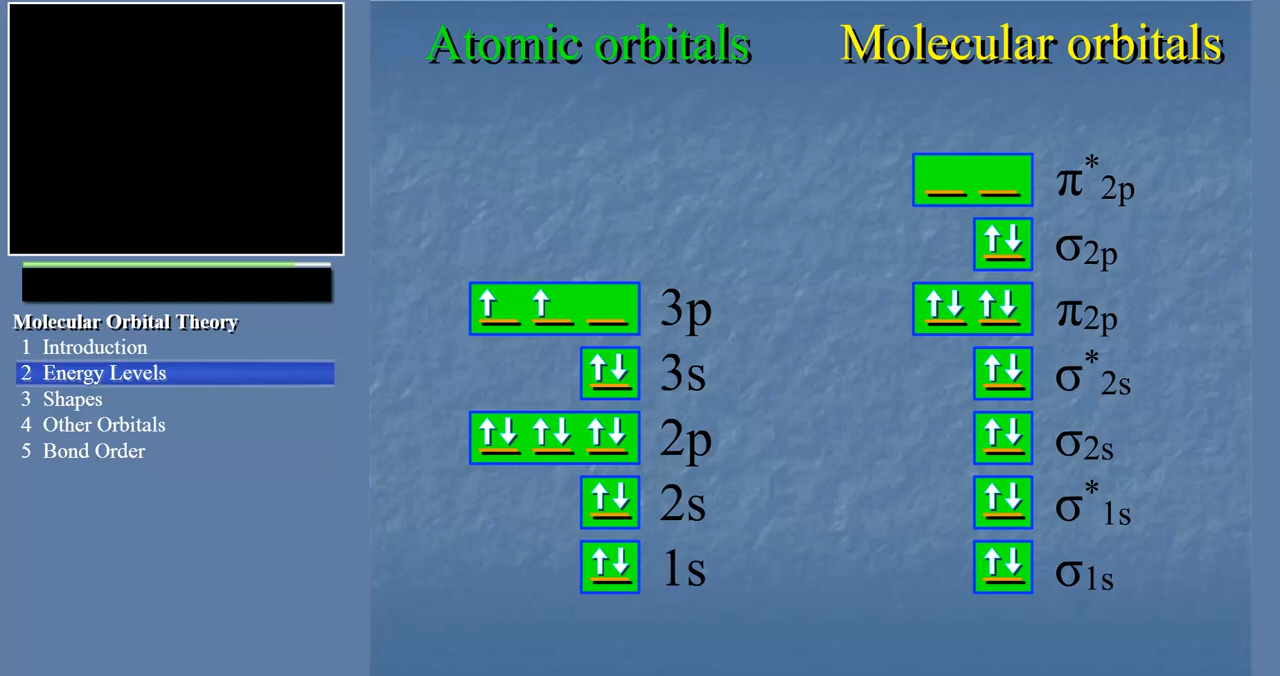 Atomic orbitals
Molecular orbitals
Molecular Orbital Theory
1 Introduction
2 Energy Levels
3 Shapes
4 Other Orbitals
5 Bond Order
3p
3s
2p
2s
1s
π*2p
σ2p
π2p
σ*2s
σ2s
σ*1s
σ1s